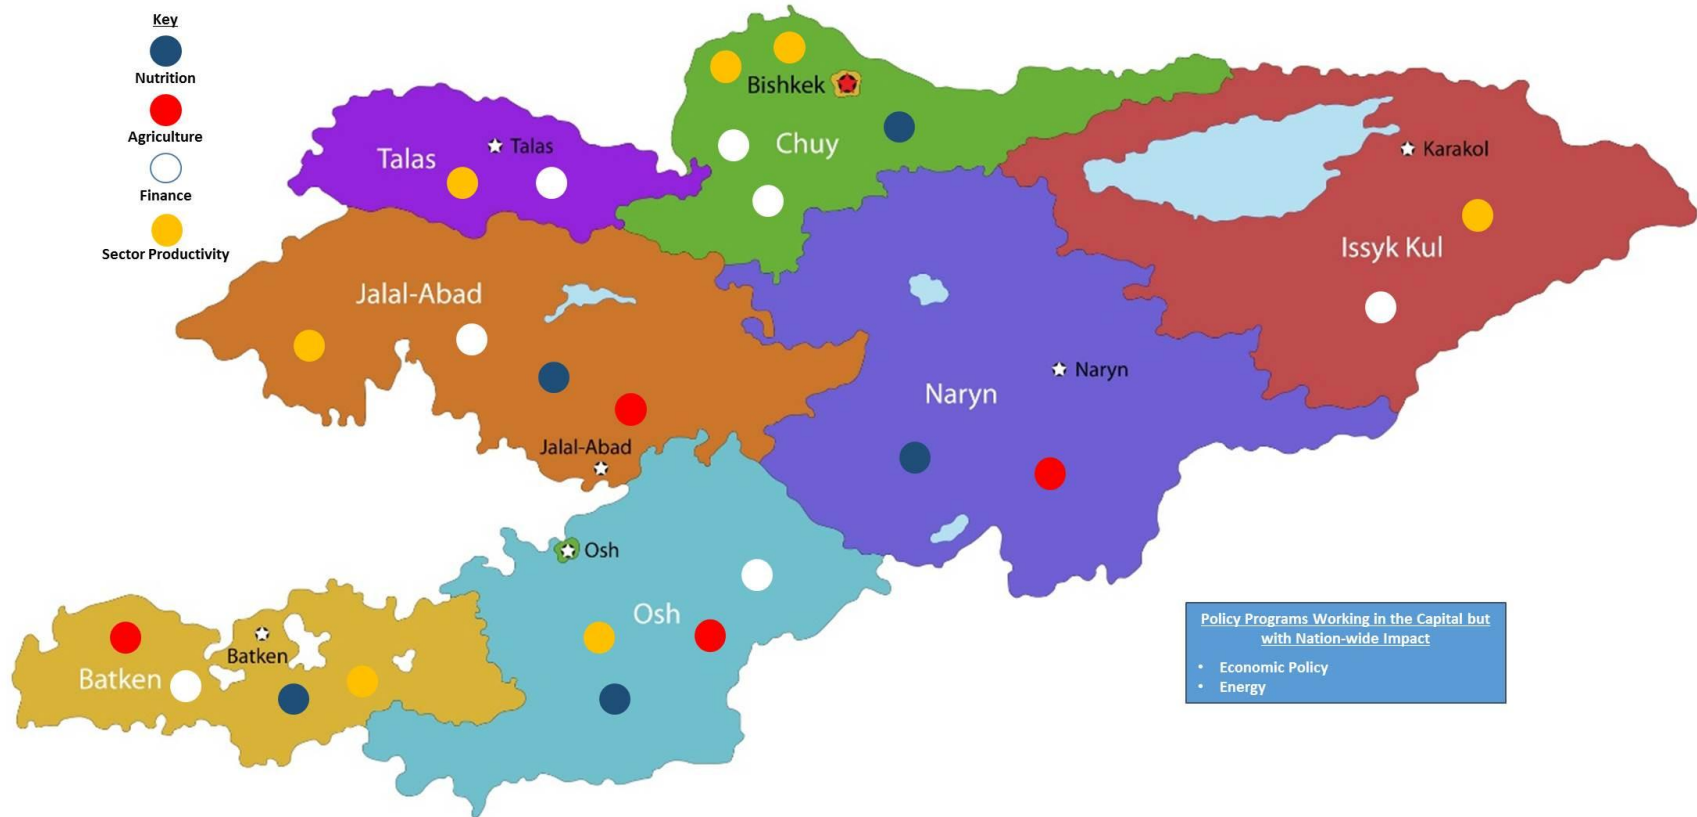 Key
Nutrition
Agriculture
Finance
Sector Productivity
Bishkek
Chuy
Talas
Talas
Karakol
Issyk Kul
Jalal-Abad
Naryn
Naryn
Jalal-Abad
Osh
Osh
Batken
Batken
Policy Programs Working in the Capital but
with Nation-wide Impact
• Economic Policy
• Energy